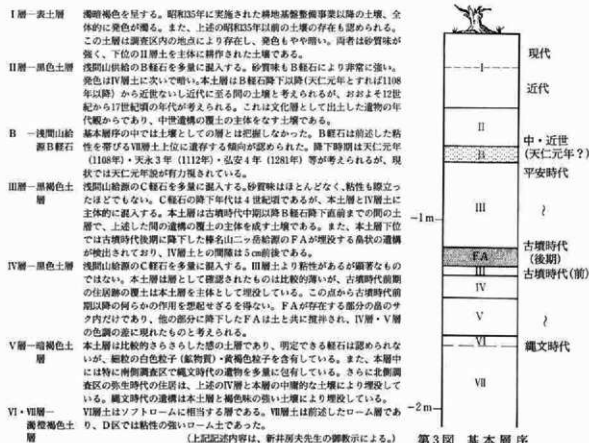 I層―表土層 濁暗褐色を呈する。昭和35年に実施された耕地基盤整備事業以降の土壌、全
体的に発色が濁る。また、上述の昭和35年以前の土壌の存在も認められる。
この土層は調査区内の地点により存在し、発色もやや暗い。両者は砂質味が
強く、下位のII層土を主体に耕作された土壌である。
II層―黒色土層 浅間山供給のB軽石を多量に混入する。砂質味もB軽石により非常に強い。
発色はIV層土に次いで暗い。本土層はB軽石降下以降(天仁元年とすれば1108
年以降)から近世ないし近代に至る間の土壌と考えられるが、おおよそ12世
紀から17世紀頃の年代が考えられる。これは文化層として出土した遺物の年
代観からであり、中世遺構の覆土の主体をなす土壌である。
B ―浅間山給 基本層序の中では土壌としての層とは把握しなかった。B軽石は前述した粘
源B軽石 性を帯びるVII層土上位に遺存する傾向が認められた。降下時期は天仁元年
(1108年)・天永3年(1112年)・弘安4年(1281年)等が考えられるが、現
状では天仁元年説が有力視されている。
III層―黒褐色土 浅間山給源のC軽石を多量に混入する。砂質味はほとんどなく、粘性も際立っ
層 たほどでもない。C軽石の降下年代は4世紀頃であるが、本土層とIV層土に
主体的に混入する。本土層は古墳時代中期以降B軽石降下直前までの間の土
層で、上述した間の遺構の覆土の主体を成す土壌である。また、本土層下位
では古墳時代後期に降下した榛名山二ッ岳給源のFAが埋没する畠状の遺構
が検出されており、IV層土との間隔は5cm前後である。
IV層―黒色土層 浅間山給源のC軽石を多量に混入する。III層土より粘性があるが顕著なもの
ではない。本土層は層として確認されたものは比較的薄いが、古墳時代前期
の住居跡の覆土は本土層を主体として埋没している。この点から古墳時代前
期以降の何らかの作用を想起せざるを得ない。FAが存在する部分の畠のサ
ク内だけであり、他の部分に降下したFAは土と共に攪拌され、IV層・V層
の色調の差に現れたものと考えられる。
V層―暗褐色土 本土層は比較的さらさらした感の土層であり、明定できる軽石は認められな
層 いが、細粒の白色粒子(鉱物質)・黄褐色粒子を含有している。また、本層中
には特に南側調査区で縄文時代の遺物を多量に包有している。さらに北側調
査区の弥生時代の住居は、上述のIV層と本層の中庸的な土壌により埋没して
いる。縄文時代の遺構は本土層と褐色味の強い土壌により埋没している。
VI・VII層― VI層土はソフトロームに相当する層である。VII層土は前述したローム層であ
濁橙褐色土 り、D区では粘性の強いローム土であった。
層
(上記記述内容は、新井房夫先生の御教示による。)
I
現代
近代
II
B
中・近世
(天仁元年?)
平安時代
III
〜
−1m
FA
古墳時代
(後期)
III
古墳時代(前)
IV
V
〜
VI
縄文時代
VII
−2m
第3図 基本層序